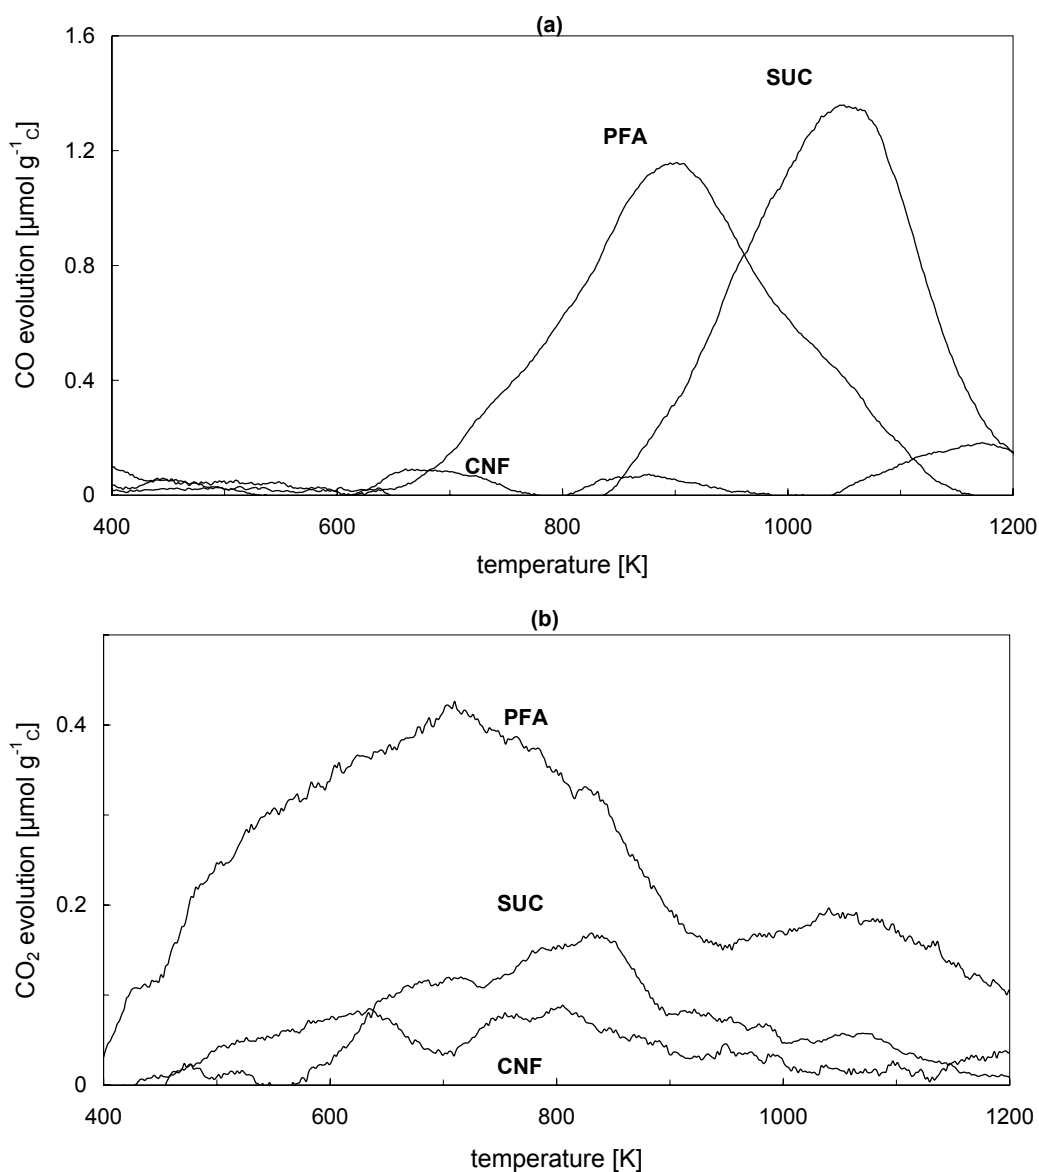 (a)
1.6
SUC
PFA
1.2
CO evolution [µmol g⁻¹C.]
0.8
0.4
CNF
0
400 600 800 1000 1200
temperature [K]
(b)
PFA
0.4
CO₂ evolution [µmol g⁻¹C.]
SUC
0.2
CNF
0
400 600 800 1000 1200
temperature [K]